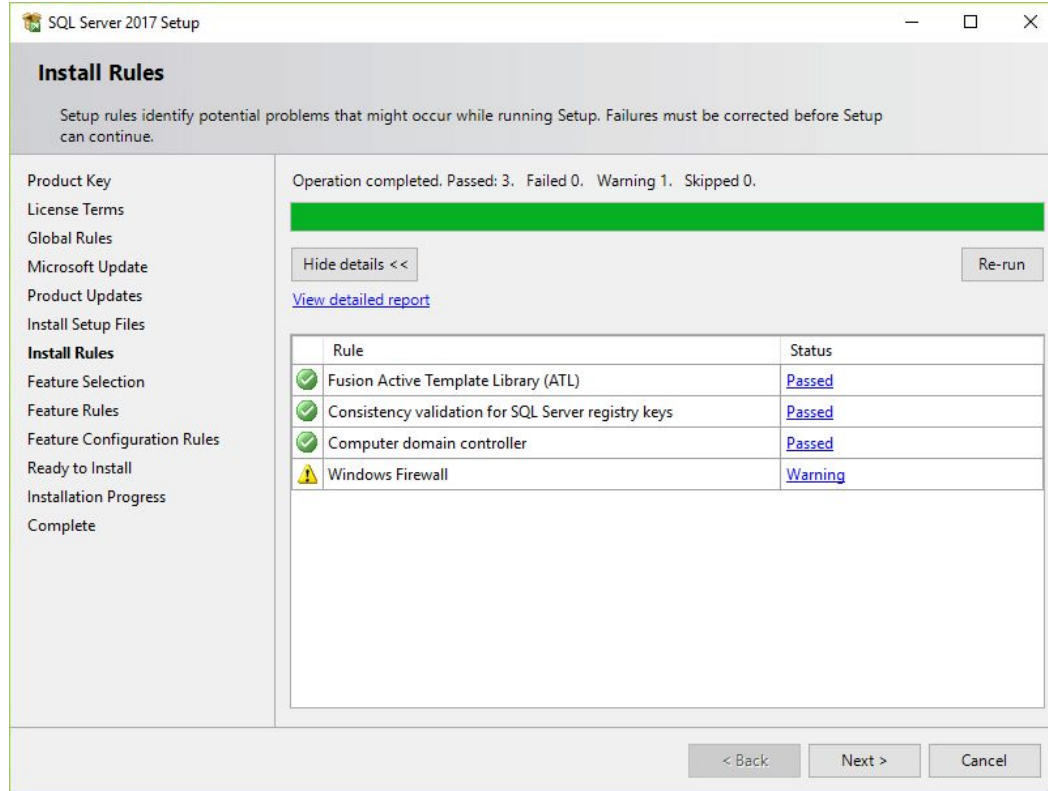 SQL Server 2017 Setup
Install Rules
Setup rules identify potential problems that might occur while running Setup. Failures must be corrected before Setup
can continue.
Product Key
License Terms
Global Rules
Microsoft Update
Product Updates
Install Setup Files
Install Rules
Feature Selection
Feature Rules
Feature Configuration Rules
Ready to Install
Installation Progress
Complete
Operation completed. Passed: 3. Failed 0. Warning 1. Skipped 0.
Hide details << Re-run
View detailed report
Rule Status
Fusion Active Template Library (ATL) Passed
Consistency validation for SQL Server registry keys Passed
Computer domain controller Passed
Windows Firewall Warning
< Back Next > Cancel